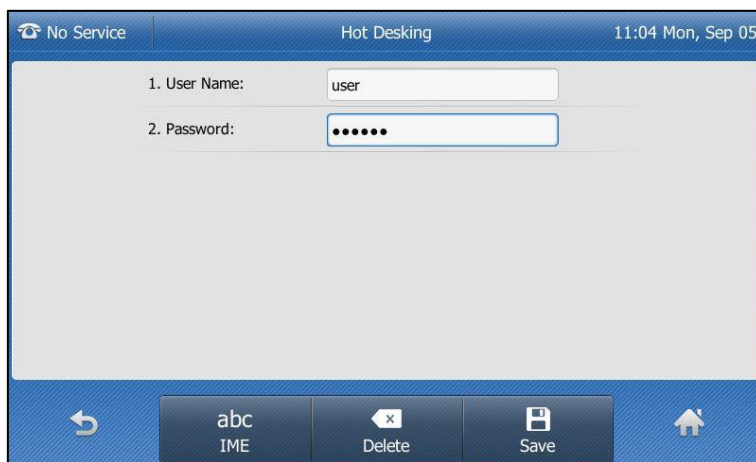 No Service Hot Desking 11:04 Mon, Sep 05
1. User Name: user
2. Password: ••••••
abc
IME Delete Save